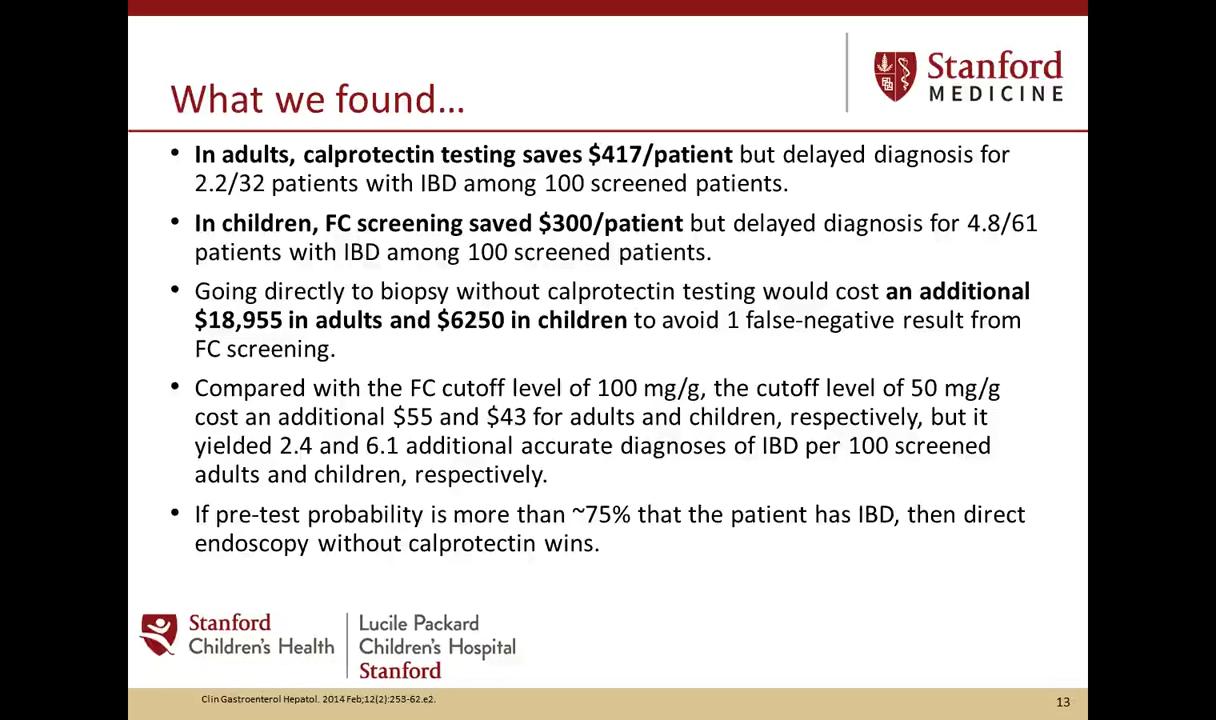 Stanford
MEDICINE
What we found...
• In adults, calprotectin testing saves $417/patient but delayed diagnosis for
2.2/32 patients with IBD among 100 screened patients.
• In children, FC screening saved $300/patient but delayed diagnosis for 4.8/61
patients with IBD among 100 screened patients.
• Going directly to biopsy without calprotectin testing would cost an additional
$18,955 in adults and $6250 in children to avoid 1 false-negative result from
FC screening.
• Compared with the FC cutoff level of 100 mg/g, the cutoff level of 50 mg/g
cost an additional $55 and $43 for adults and children, respectively, but it
yielded 2.4 and 6.1 additional accurate diagnoses of IBD per 100 screened
adults and children, respectively.
• If pre-test probability is more than ~75% that the patient has IBD, then direct
endoscopy without calprotectin wins.
Stanford
Children's Health
Lucile Packard
Children's Hospital
Stanford
Clin Gastroenterol Hepatol. 2014 Feb;12(2):253-62.e2.
13